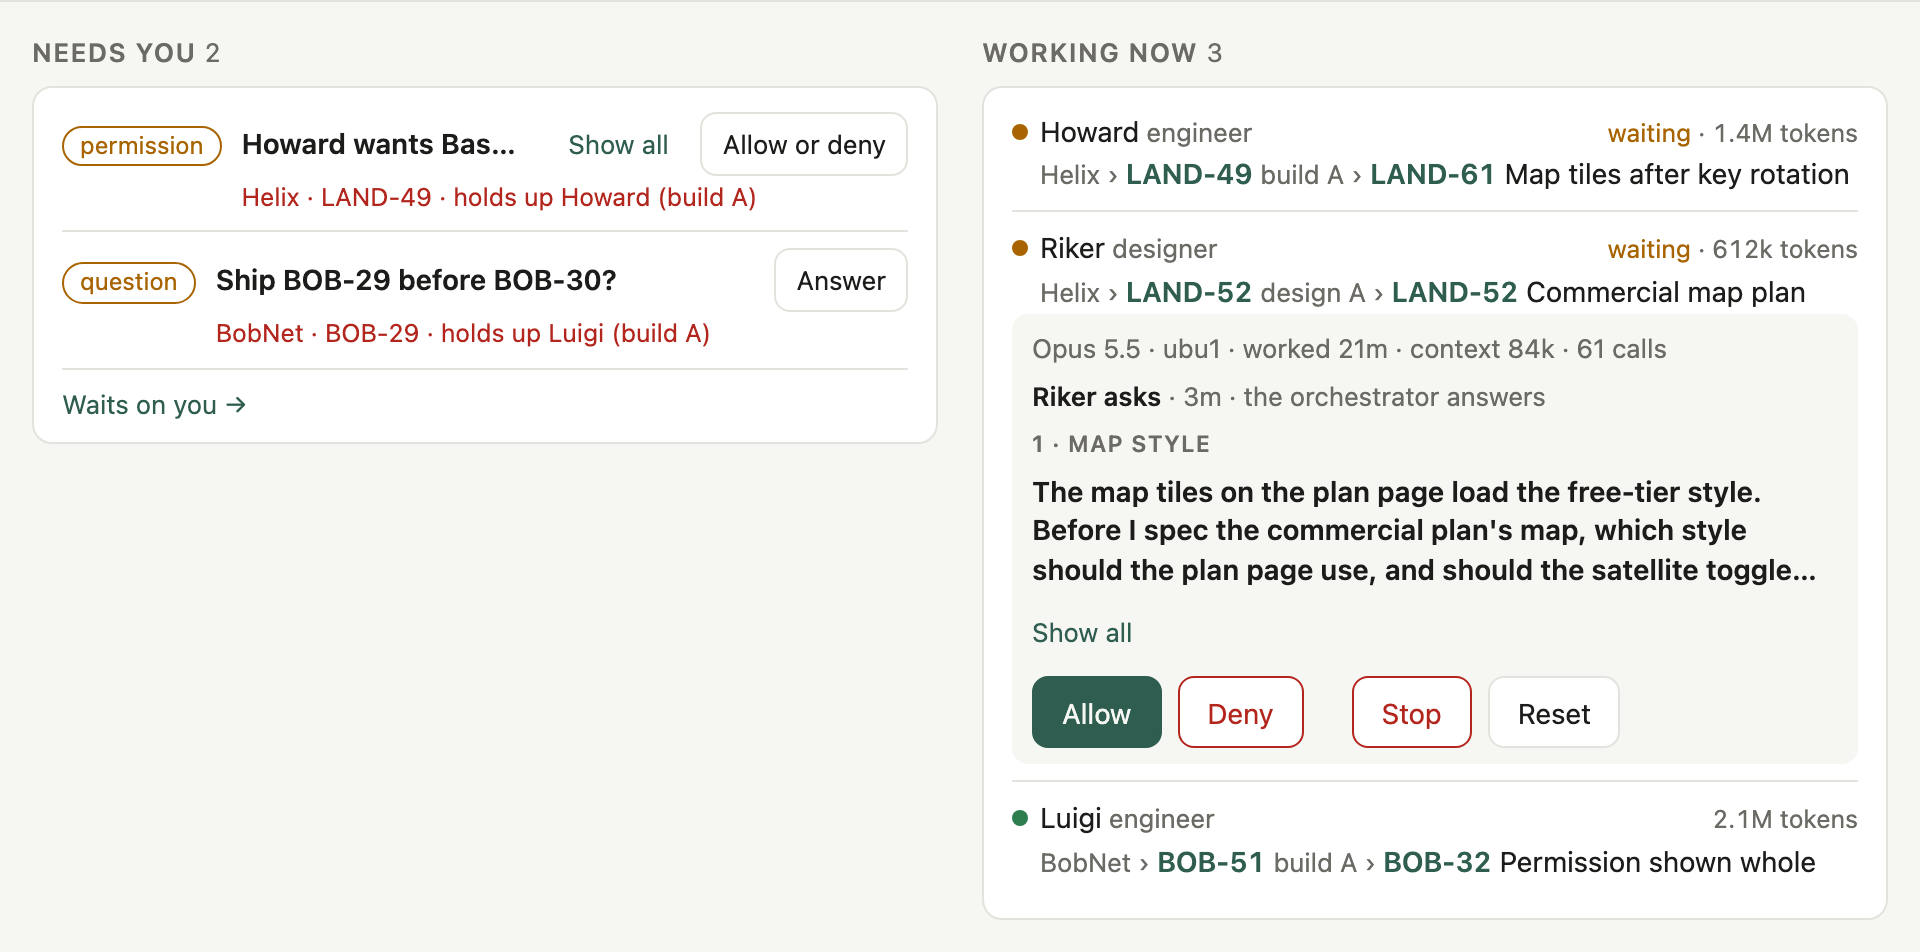 NEEDS YOU 2
permission Howard wants Bas... Show all Allow or deny
Helix · LAND-49 · holds up Howard (build A)
question Ship BOB-29 before BOB-30? Answer
BobNet · BOB-29 · holds up Luigi (build A)
Waits on you →
WORKING NOW 3
Howard engineer waiting · 1.4M tokens
Helix › LAND-49 build A › LAND-61 Map tiles after key rotation
Riker designer waiting · 612k tokens
Helix › LAND-52 design A › LAND-52 Commercial map plan
Opus 5.5 · ubu1 · worked 21m · context 84k · 61 calls
Riker asks · 3m · the orchestrator answers
1 · MAP STYLE
The map tiles on the plan page load the free-tier style.
Before I spec the commercial plan's map, which style
should the plan page use, and should the satellite toggle...
Show all
Allow Deny Stop Reset
Luigi engineer 2.1M tokens
BobNet › BOB-51 build A › BOB-32 Permission shown whole